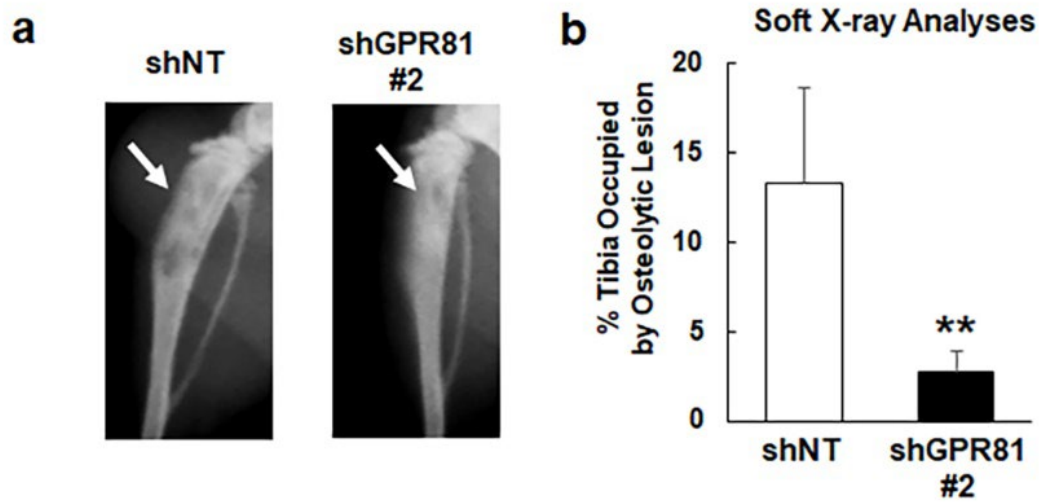 a
shNT
shGPR81
#2
b
Soft X-ray Analyses
% Tibia Occupied
by Osteolytic Lesion
20
15
10
5
0
**
shNT
shGPR81
#2